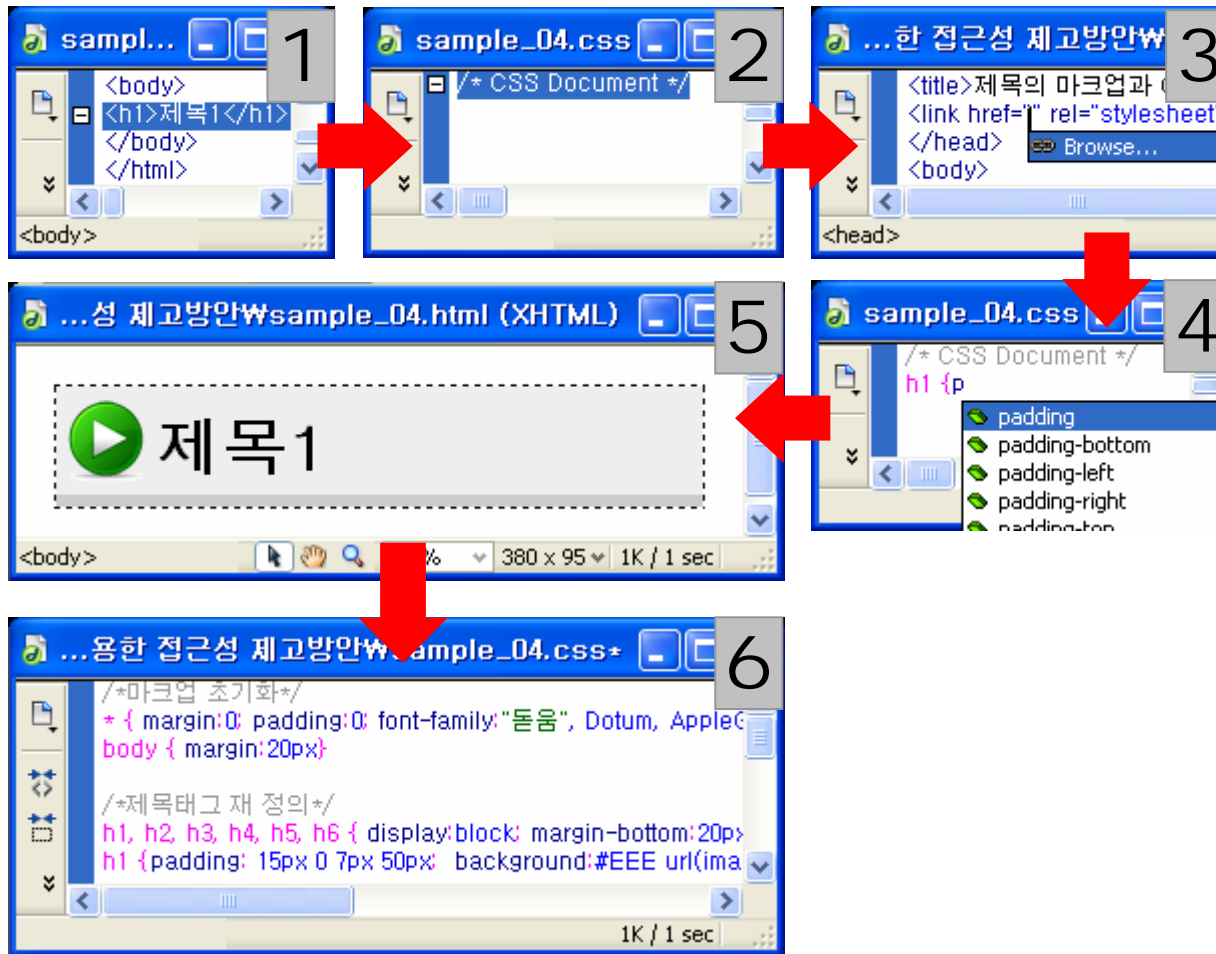 sampl...
1
<body>
<h1>제목1</h1>
</body>
</html>
<body>
sample_04.css
2
/* CSS Document */
...한 접근성 제고방안₩
3
<title>제목의 마크업과
<link href="" rel="stylesheet"
</head>
Browse...
<body>
<head>
sample_04.css
4
/* CSS Document */
h1 {p
padding
padding-bottom
padding-left
padding-right
padding-top
...성 제고방안₩sample_04.html (XHTML)
5
제목1
<body>
% 380 x 95 1K / 1 sec
...용한 접근성 제고방안₩sample_04.css*
6
/*마크업 초기화*/
* { margin:0; padding:0; font-family:"돋움", Dotum, Apple
body { margin:20px}
/*제목태그 재 정의*/
h1, h2, h3, h4, h5, h6 { display:block; margin-bottom:20p
h1 {padding: 15px 0 7px 50px; background:#EEE url(ima
1K / 1 sec